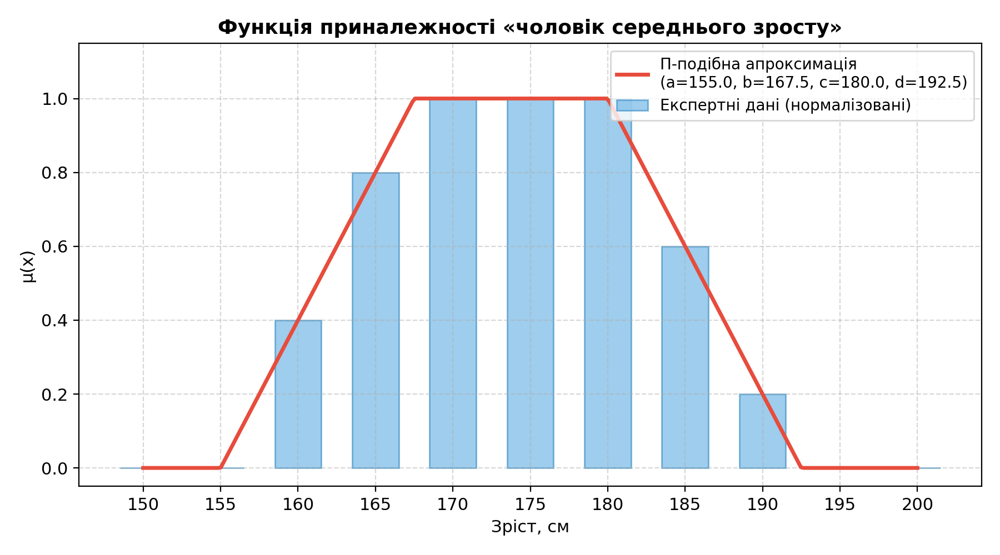 Функція приналежності «чоловік середнього зросту»
П-подібна апроксимація
(a=155.0, b=167.5, c=180.0, d=192.5)
Експертні дані (нормалізовані)
1.0
0.8
0.6
0.4
0.2
0.0
μ(x)
150 155 160 165 170 175 180 185 190 195 200
Зріст, см